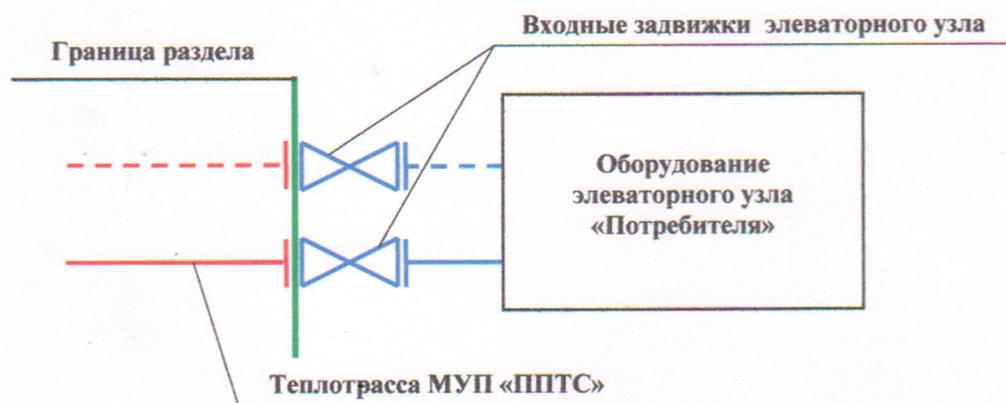 Входные задвижки элеваторного узла
Граница раздела
Оборудование
элеваторного узла
«Потребителя»
Теплотрасса МУП «ППТС»